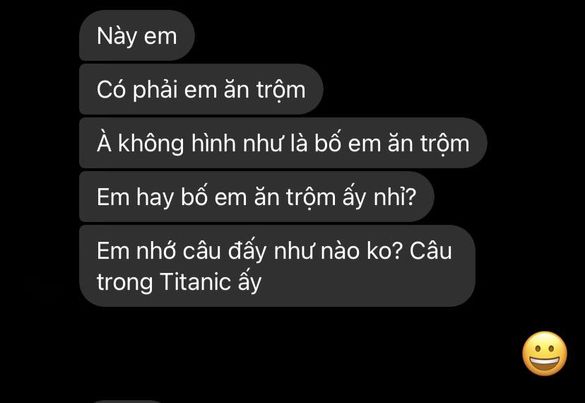 Này em
Có phải em ăn trộm
À không hình như là bố em ăn trộm
Em hay bố em ăn trộm ấy nhỉ?
Em nhớ câu đấy như nào ko? Câu
trong Titanic ấy
😀